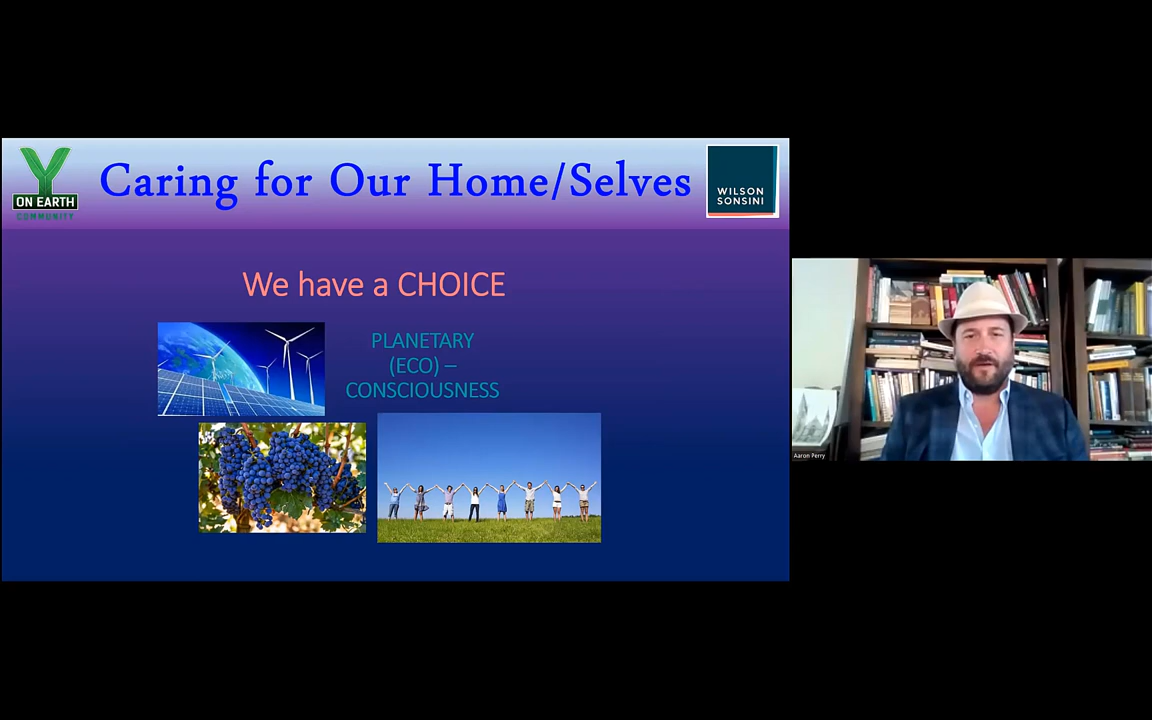 Y
ON EARTH
COMMUNITY
Caring for Our Home/Selves
WILSON
SONSINI
We have a CHOICE
PLANETARY
(ECO) –
CONSCIOUSNESS
Aaron Perry